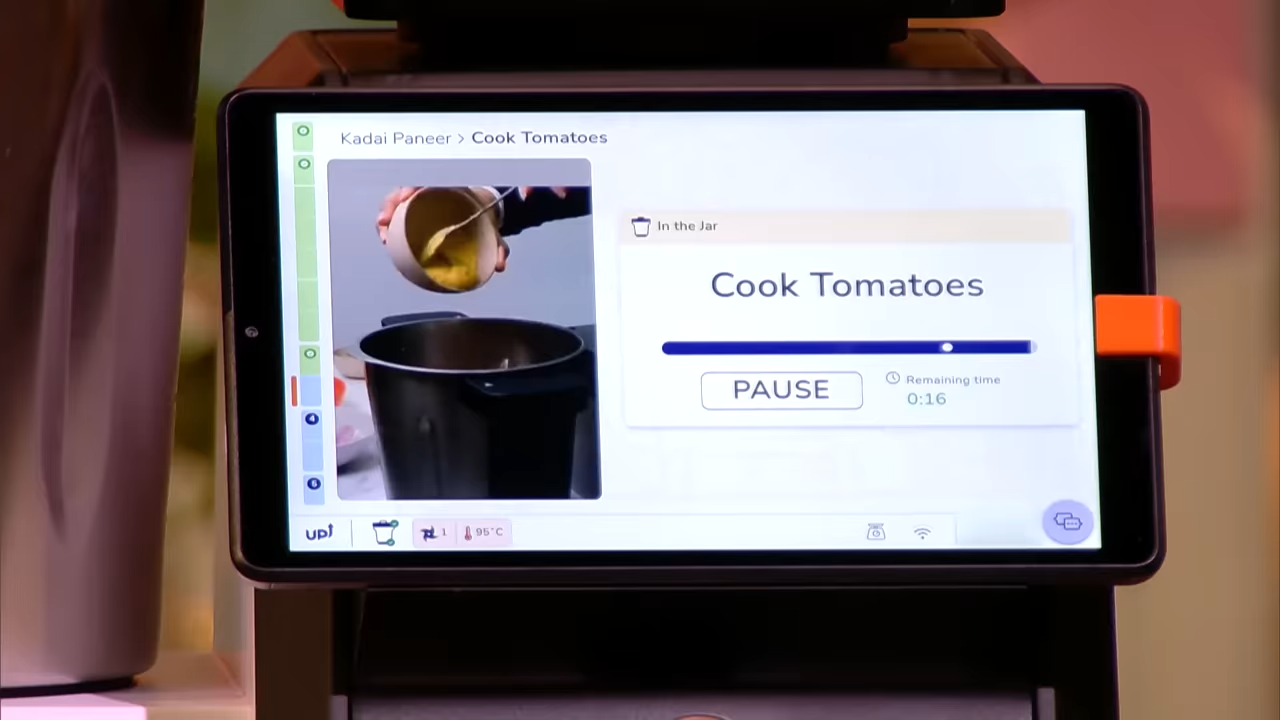 Kadai Paneer > Cook Tomatoes
In the Jar
Cook Tomatoes
PAUSE
Remaining time
0:16
4
5
up
1
95°C